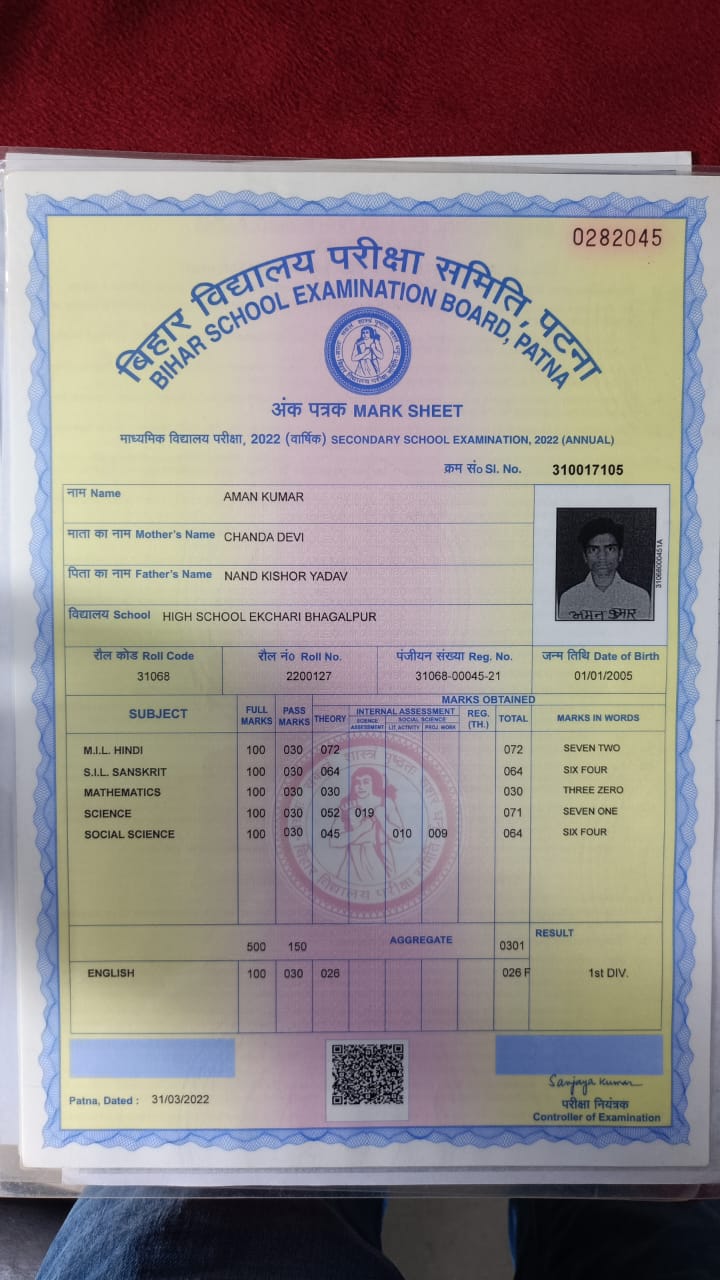 0282045
बिहार विद्यालय परीक्षा समिति, पटना
BIHAR SCHOOL EXAMINATION BOARD, PATNA
अंक पत्रक MARK SHEET
माध्यमिक विद्यालय परीक्षा, 2022 (वार्षिक) SECONDARY SCHOOL EXAMINATION, 2022 (ANNUAL)
क्रम सं० Sl. No. 310017105
नाम Name AMAN KUMAR
माता का नाम Mother's Name CHANDA DEVI
पिता का नाम Father's Name NAND KISHOR YADAV
विद्यालय School HIGH SCHOOL EKCHARI BHAGALPUR
31068000451A
अमन कुमार
रौल कोड Roll Code रौल नं० Roll No. पंजीयन संख्या Reg. No. जन्म तिथि Date of Birth
31068 2200127 31068-00045-21 01/01/2005
SUBJECT FULL MARKS PASS MARKS MARKS OBTAINED
THEORY INTERNAL ASSESSMENT REG. (TH.) TOTAL MARKS IN WORDS
SCIENCE ASSESSMENT SOCIAL SCIENCE LIT. ACTIVITY PROJ. WORK
M.I.L. HINDI 100 030 072 072 SEVEN TWO
S.I.L. SANSKRIT 100 030 064 064 SIX FOUR
MATHEMATICS 100 030 030 030 THREE ZERO
SCIENCE 100 030 052 019 071 SEVEN ONE
SOCIAL SCIENCE 100 030 045 010 009 064 SIX FOUR
बिहार विद्यालय परीक्षा समिति
500 150 AGGREGATE 0301 RESULT
ENGLISH 100 030 026 026 F 1st DIV.
Patna, Dated : 31/03/2022
Sanjaya Kumar
परीक्षा नियंत्रक
Controller of Examination